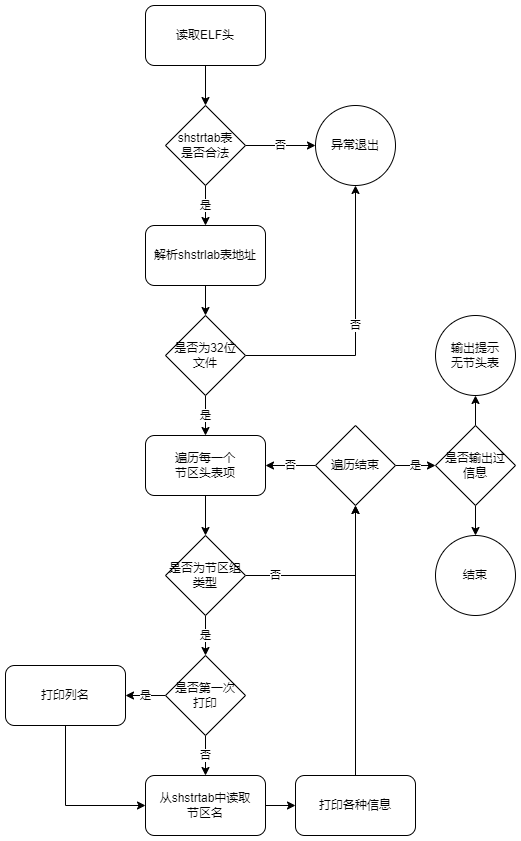 读取ELF头
shstrtab表
是否合法
否
异常退出
是
解析shstrlab表地址
是否为32位
文件
否
输出提示
无节头表
是
遍历每一个
节区头表项
否
遍历结束
是
是否输出过
信息
是否为节区组
类型
否
结束
是
是否第一次
打印
是
打印列名
否
从shstrtab中读取
节区名
打印各种信息